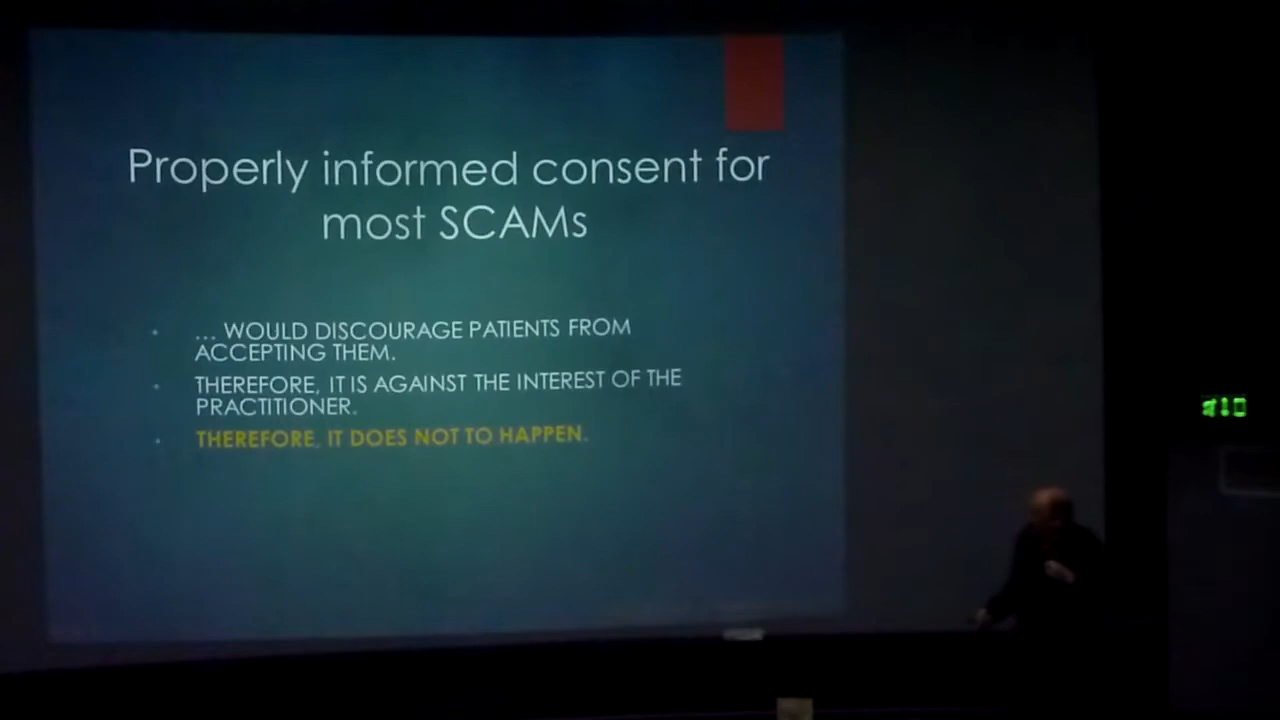 Properly informed consent for
most SCAMs
... WOULD DISCOURAGE PATIENTS FROM
ACCEPTING THEM.
THEREFORE, IT IS AGAINST THE INTEREST OF THE
PRACTITIONER.
THEREFORE, IT DOES NOT TO HAPPEN.